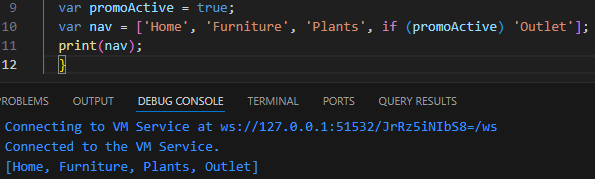 9 var promoActive = true;
10 var nav = ['Home', 'Furniture', 'Plants', if (promoActive) 'Outlet'];
11 print(nav);
12 }
PROBLEMS OUTPUT DEBUG CONSOLE TERMINAL PORTS QUERY RESULTS
Connecting to VM Service at ws://127.0.0.1:51532/JrRz5iNIbS8=/ws
Connected to the VM Service.
[Home, Furniture, Plants, Outlet]